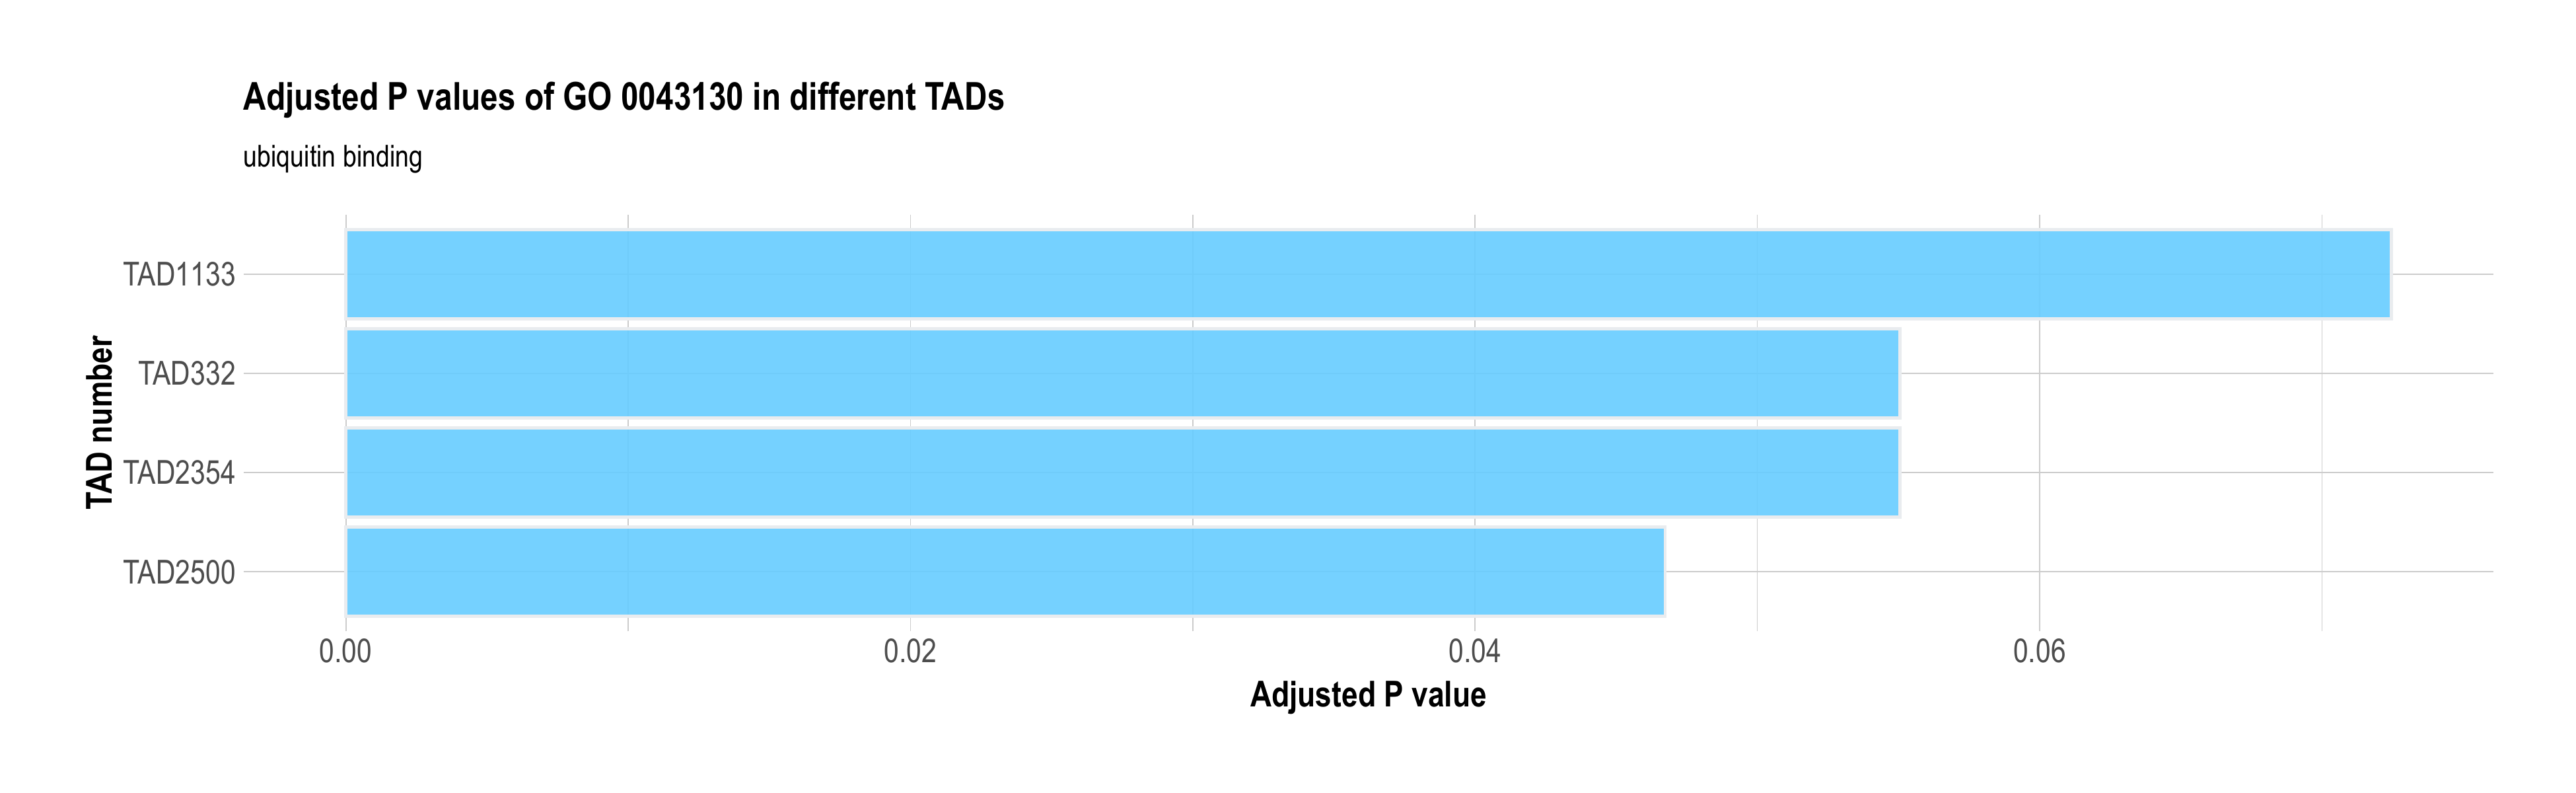 Adjusted P values of GO 0043130 in different TADs
ubiquitin binding
TAD number
TAD1133
TAD332
TAD2354
TAD2500
0.00 0.02 0.04 0.06
Adjusted P value